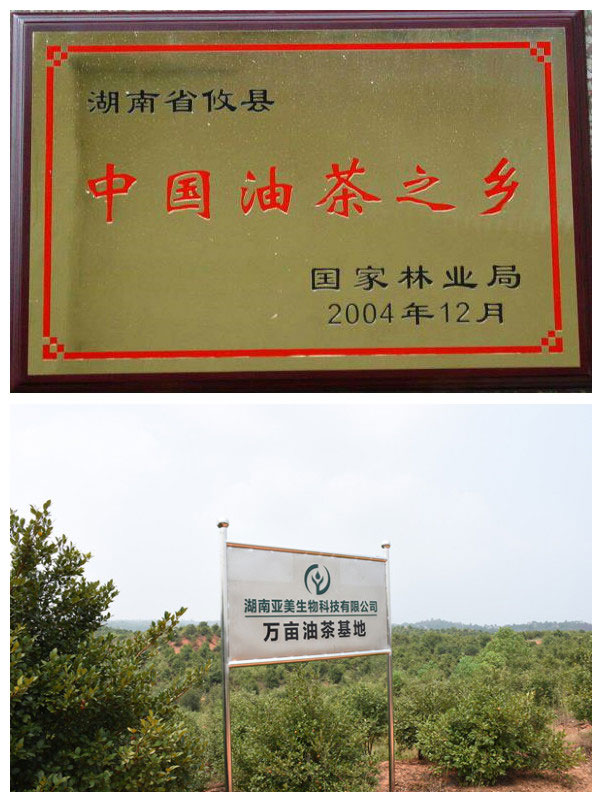 湖南省攸县
中国油茶之乡
国家林业局
2004年12月
湖南亚美生物科技有限公司
万亩油茶基地